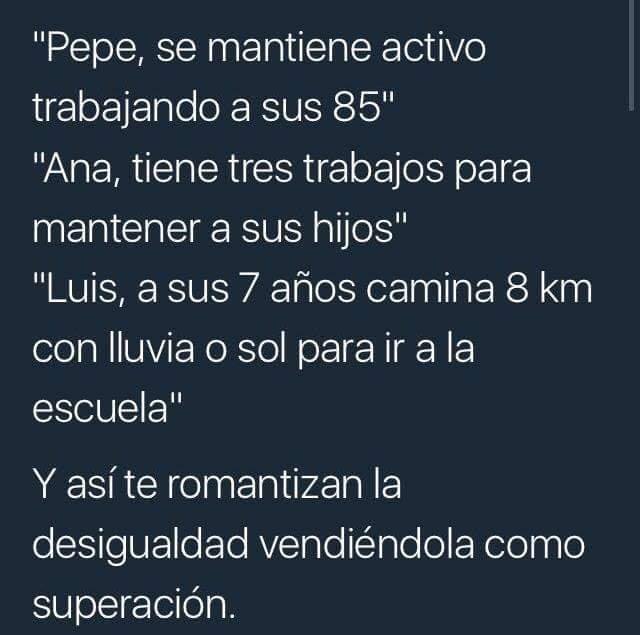 "Pepe, se mantiene activo
trabajando a sus 85"
"Ana, tiene tres trabajos para
mantener a sus hijos"
"Luis, a sus 7 años camina 8 km
con lluvia o sol para ir a la
escuela"
Y así te romantizan la
desigualdad vendiéndola como
superación.